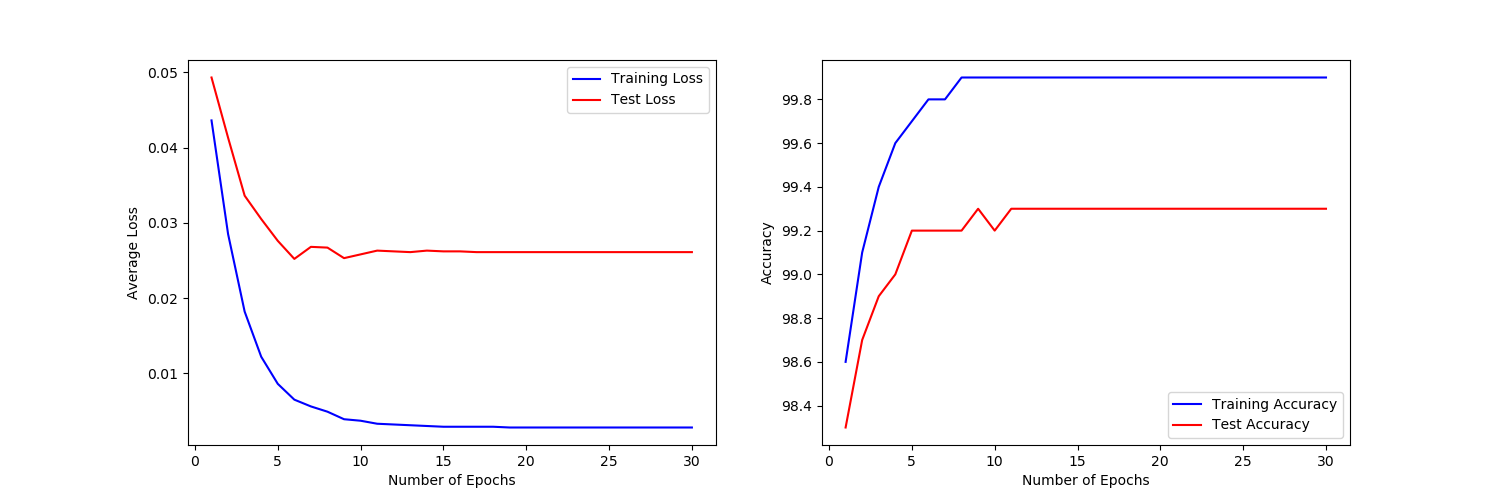 0.05
0.04
0.03
0.02
0.01
Average Loss
0 5 10 15 20 25 30
Number of Epochs
Training Loss
Test Loss
99.8
99.6
99.4
99.2
99.0
98.8
98.6
98.4
Accuracy
0 5 10 15 20 25 30
Number of Epochs
Training Accuracy
Test Accuracy